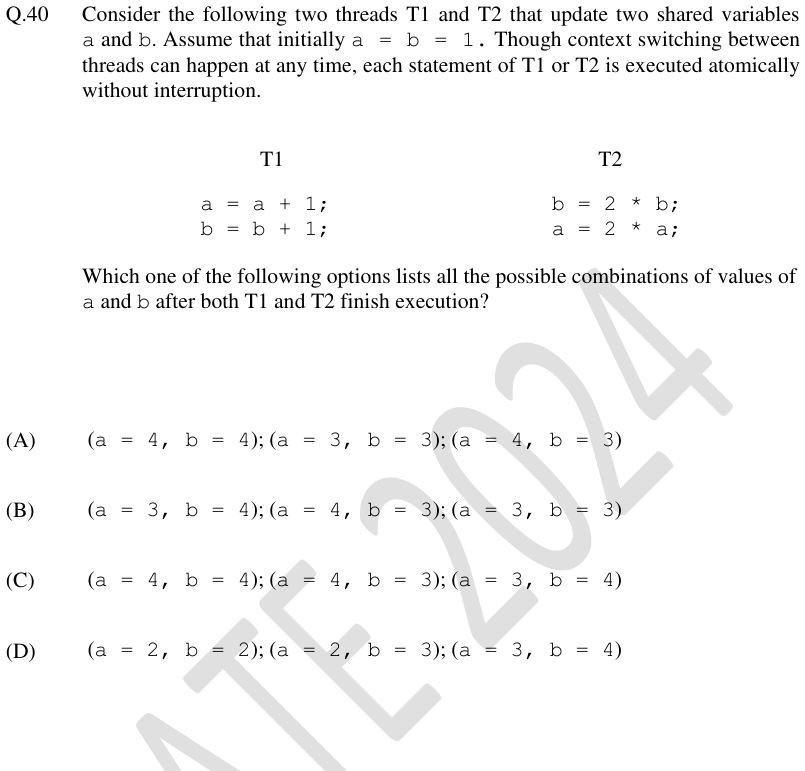 Q.40 Consider the following two threads T1 and T2 that update two shared variables
a and b. Assume that initially a = b = 1. Though context switching between
threads can happen at any time, each statement of T1 or T2 is executed atomically
without interruption.
T1 T2
a = a + 1; b = 2 * b;
b = b + 1; a = 2 * a;
Which one of the following options lists all the possible combinations of values of
a and b after both T1 and T2 finish execution?
(A) (a = 4, b = 4);(a = 3, b = 3);(a = 4, b = 3)
(B) (a = 3, b = 4);(a = 4, b = 3);(a = 3, b = 3)
(C) (a = 4, b = 4);(a = 4, b = 3);(a = 3, b = 4)
(D) (a = 2, b = 2);(a = 2, b = 3);(a = 3, b = 4)
ATE 2024